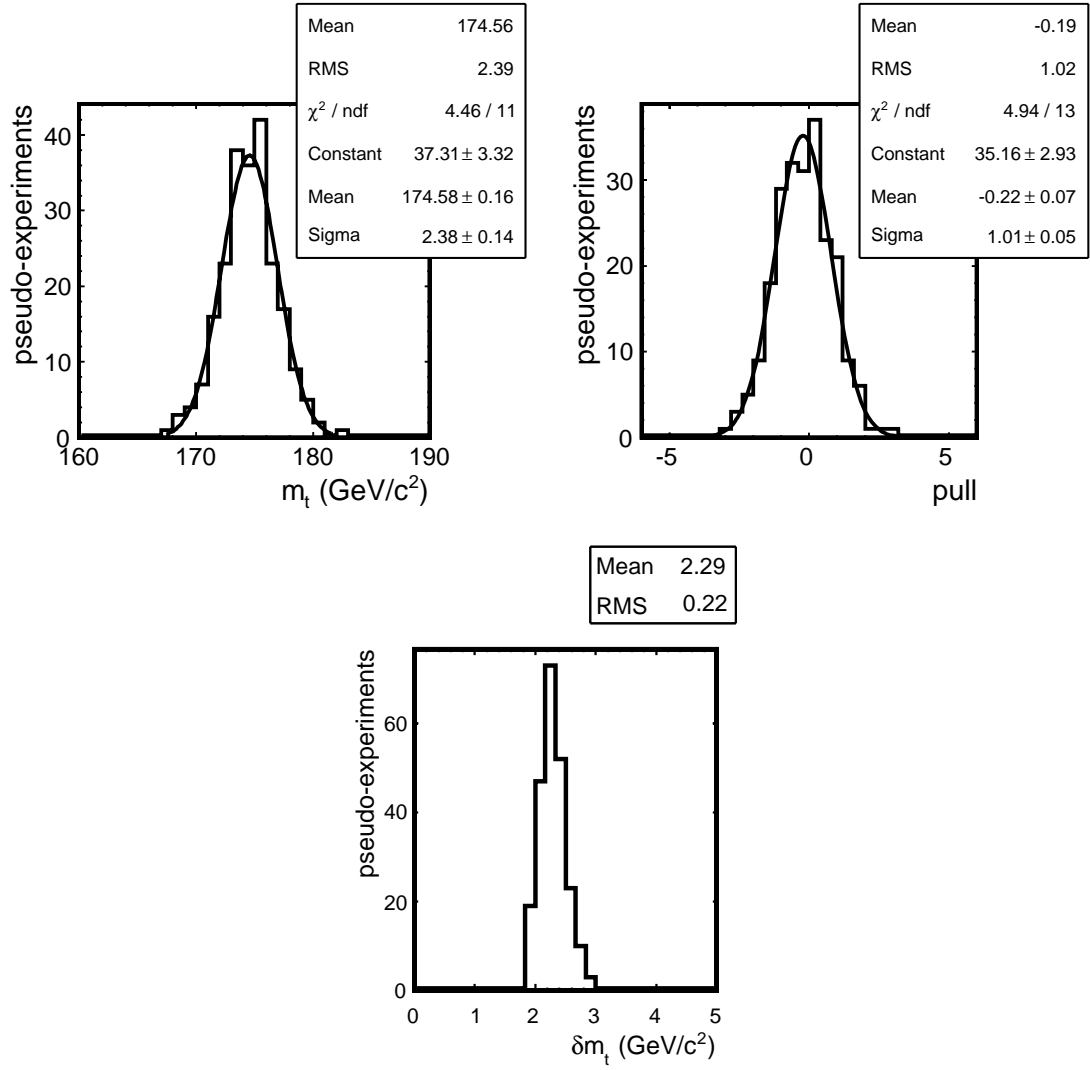 Mean 174.56
RMS 2.39
χ² / ndf 4.46 / 11
Constant 37.31 ± 3.32
Mean 174.58 ± 0.16
Sigma 2.38 ± 0.14
pseudo-experiments
40
30
20
10
0
160 170 180 190
mₜ (GeV/c²)
Mean -0.19
RMS 1.02
χ² / ndf 4.94 / 13
Constant 35.16 ± 2.93
Mean -0.22 ± 0.07
Sigma 1.01 ± 0.05
pseudo-experiments
30
20
10
0
-5 0 5
pull
Mean 2.29
RMS 0.22
pseudo-experiments
60
40
20
0
0 1 2 3 4 5
δmₜ (GeV/c²)